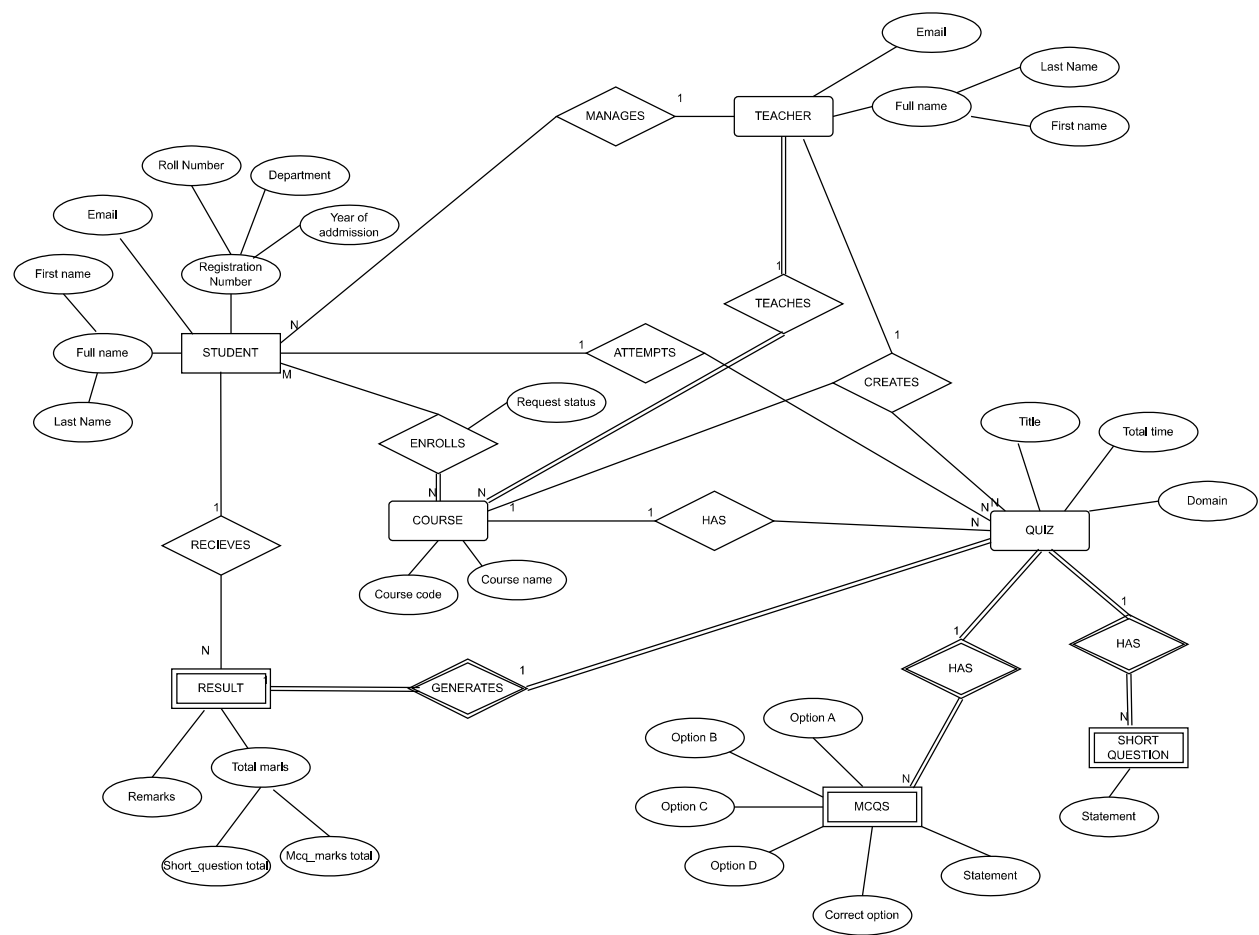 Email
Last Name
1
MANAGES
TEACHER
Full name
First name
Roll Number
Department
Email
Year of
addmission
Registration
Number
First name
1
TEACHES
N
1
1
STUDENT
ATTEMPTS
Full name
M
CREATES
Request status
Last Name
Title
Total time
ENROLLS
N
N
Domain
1
1
1
N
N
N
COURSE
HAS
QUIZ
RECIEVES
Course name
Course code
1
1
HAS
N
1
HAS
RESULT
1
GENERATES
N
Option A
Option B
SHORT
QUESTION
Total marls
N
Remarks
Option C
MCQS
Statement
Short_question total
Mcq_marks total
Option D
Statement
Correct option